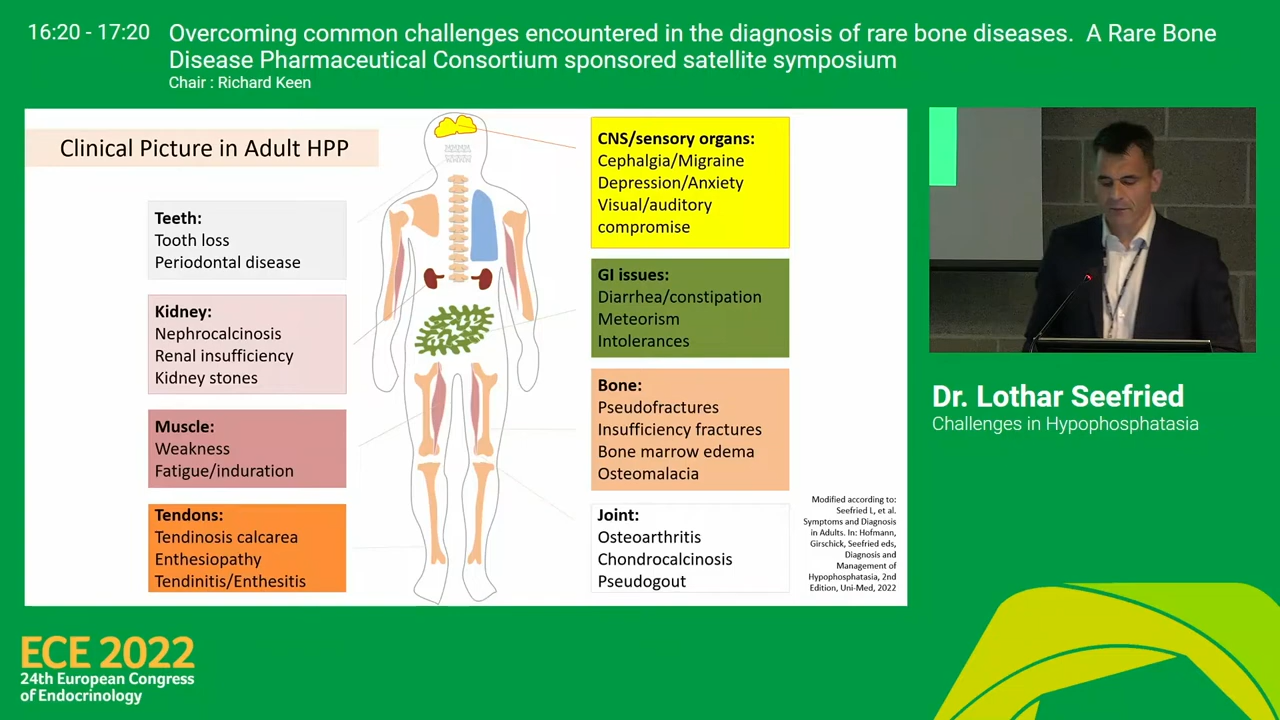 16:20 - 17:20
Overcoming common challenges encountered in the diagnosis of rare bone diseases. A Rare Bone
Disease Pharmaceutical Consortium sponsored satellite symposium
Chair : Richard Keen
Clinical Picture in Adult HPP
Teeth:
Tooth loss
Periodontal disease
Kidney:
Nephrocalcinosis
Renal insufficiency
Kidney stones
Muscle:
Weakness
Fatigue/induration
Tendons:
Tendinosis calcarea
Enthesiopathy
Tendinitis/Enthesitis
CNS/sensory organs:
Cephalgia/Migraine
Depression/Anxiety
Visual/auditory
compromise
GI issues:
Diarrhea/constipation
Meteorism
Intolerances
Bone:
Pseudofractures
Insufficiency fractures
Bone marrow edema
Osteomalacia
Joint:
Osteoarthritis
Chondrocalcinosis
Pseudogout
Modified according to:
Seefried L, et al.
Symptoms and Diagnosis
in Adults. In: Hofmann,
Girschick, Seefried eds,
Diagnosis and
Management of
Hypophosphatasia, 2nd
Edition, Uni-Med, 2022
Dr. Lothar Seefried
Challenges in Hypophosphatasia
ECE 2022
24th European Congress
of Endocrinology